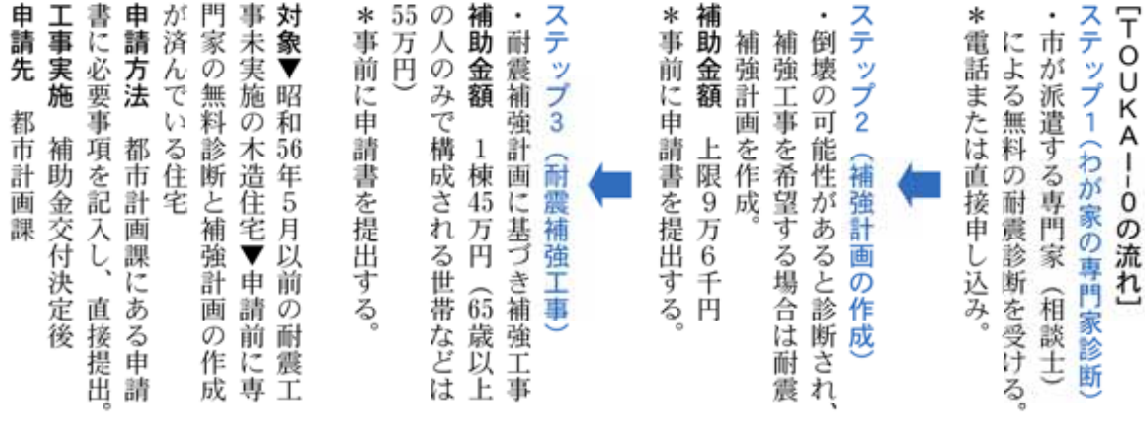 ［ＴＯＵＫＡＩ―０の流れ］
ステップ１（わが家の専門家診断）
・市が派遣する専門家（相談士）
による無料の耐震診断を受ける。
＊電話または直接申し込み。
ステップ２（補強計画の作成）
・倒壊の可能性があると診断され、
補強工事を希望する場合は耐震
補強計画を作成。
補助金額　上限９万６千円
＊事前に申請書を提出する。
ステップ３（耐震補強工事）
・耐震補強計画に基づき補強工事
補助金額　１棟45万円（65歳以上
の人のみで構成される世帯などは
55万円）
＊事前に申請書を提出する。
対象▼昭和56年５月以前の耐震工
事未実施の木造住宅▼申請前に専
門家の無料診断と補強計画の作成
が済んでいる住宅
申請方法　都市計画課にある申請
書に必要事項を記入し、直接提出。
工事実施　補助金交付決定後
申請先　都市計画課